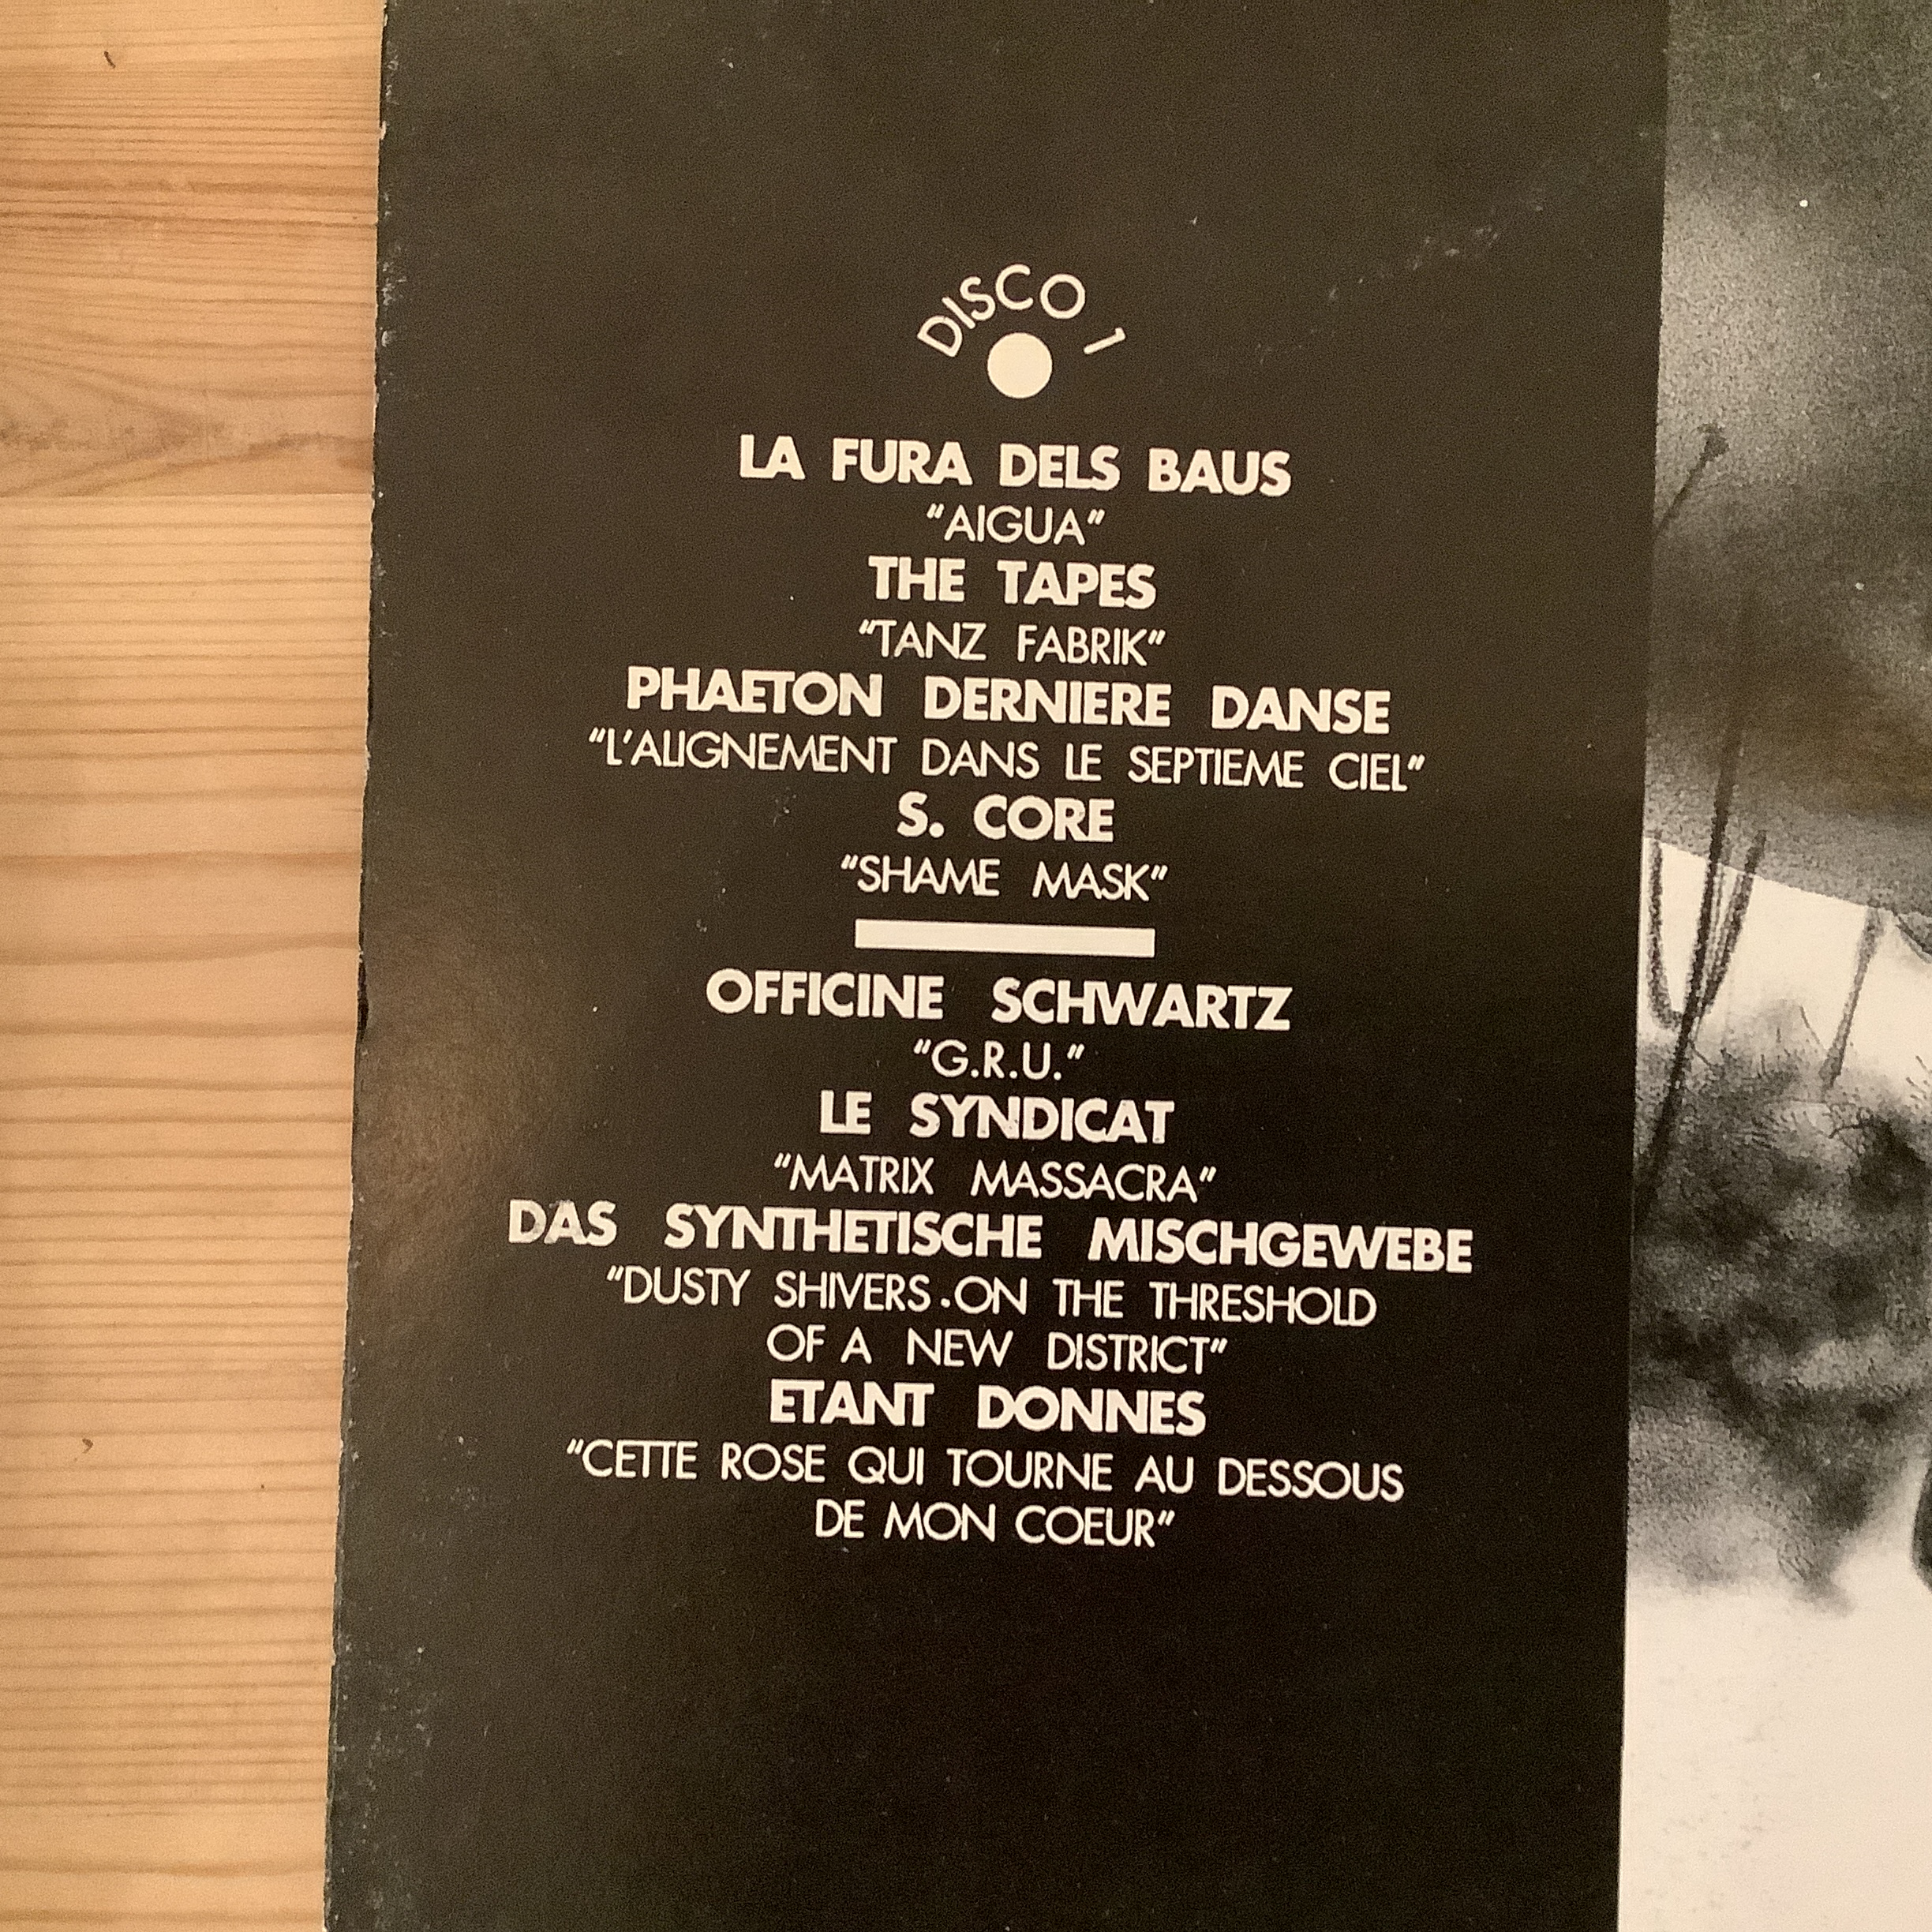 DISCO 1
LA FURA DELS BAUS
"AIGUA"
THE TAPES
"TANZ FABRIK"
PHAETON DERNIERE DANSE
"L'ALIGNEMENT DANS LE SEPTIEME CIEL"
S. CORE
"SHAME MASK"
OFFICINE SCHWARTZ
"G.R.U."
LE SYNDICAT
"MATRIX MASSACRA"
DAS SYNTHETISCHE MISCHGEWEBE
"DUSTY SHIVERS.ON THE THRESHOLD
OF A NEW DISTRICT"
ETANT DONNES
"CETTE ROSE QUI TOURNE AU DESSOUS
DE MON COEUR"